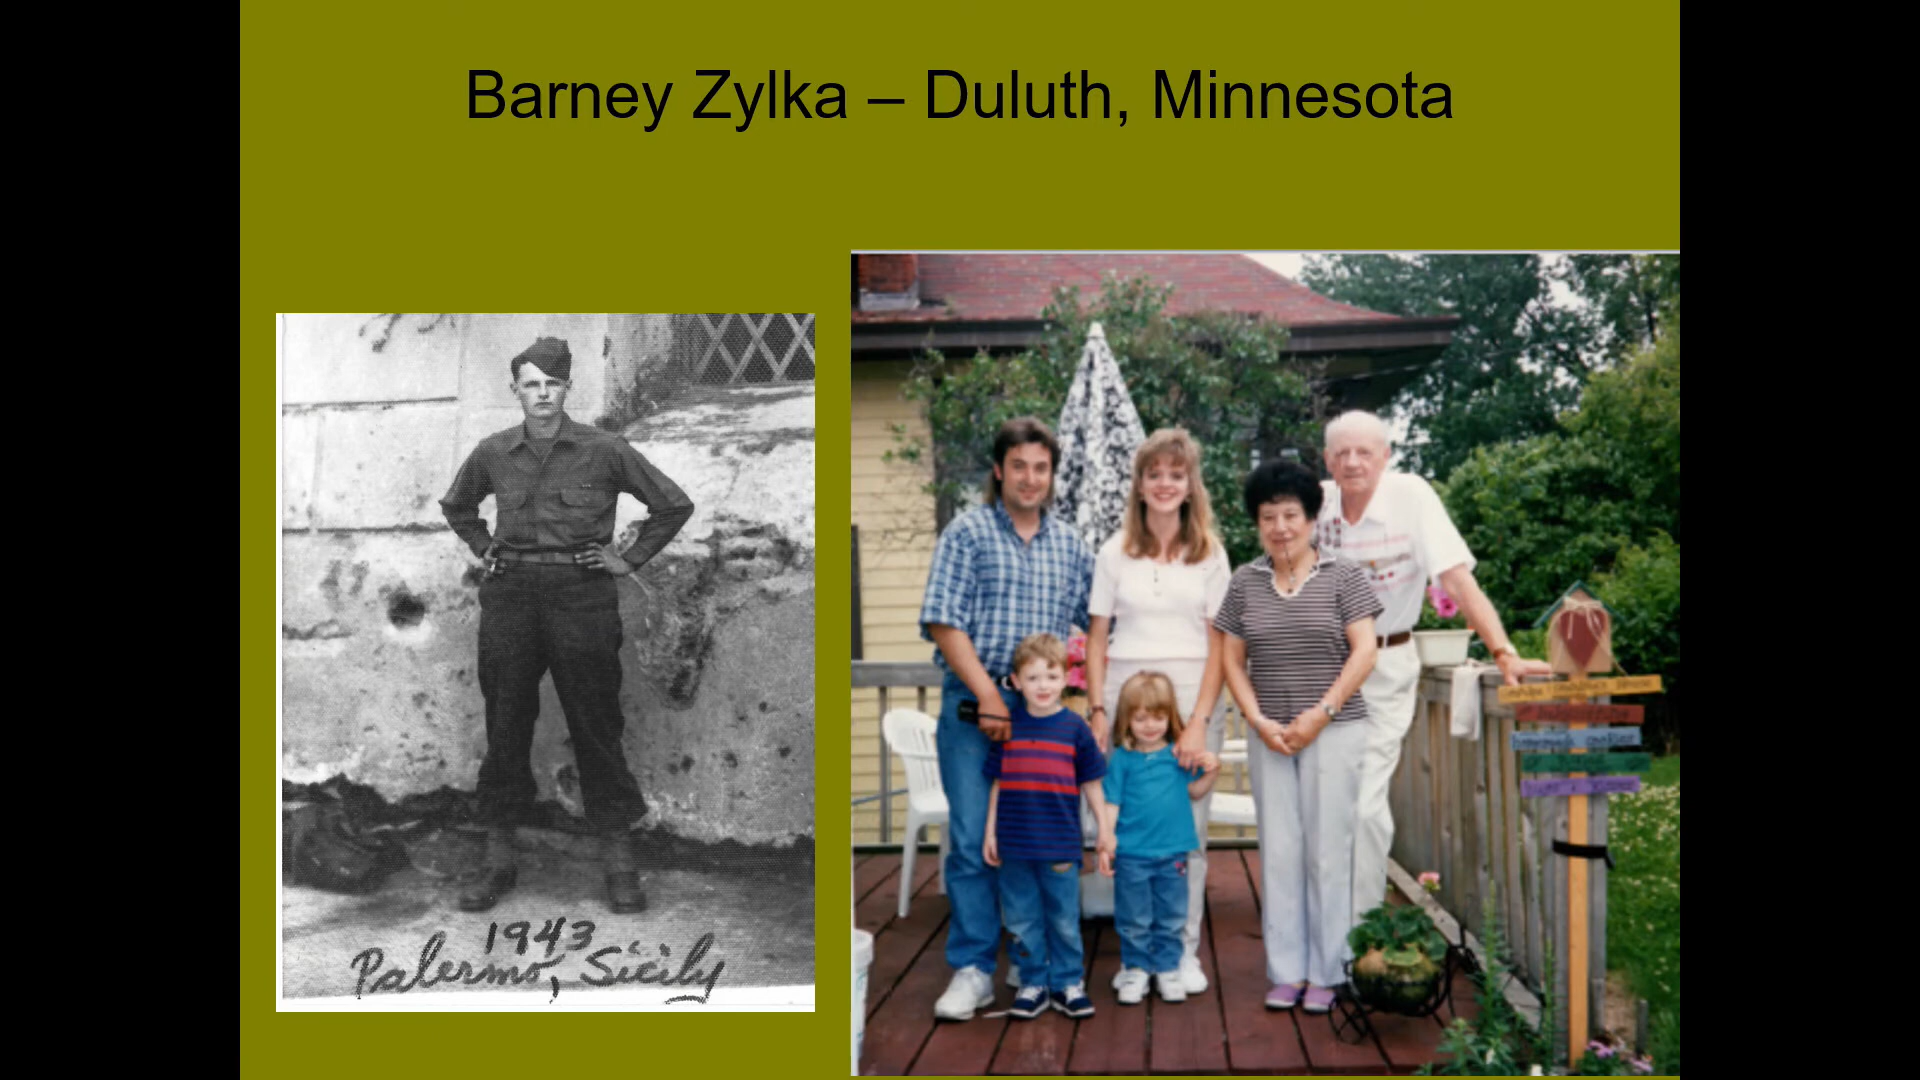 Barney Zylka – Duluth, Minnesota
1943
Palermo, Sicily